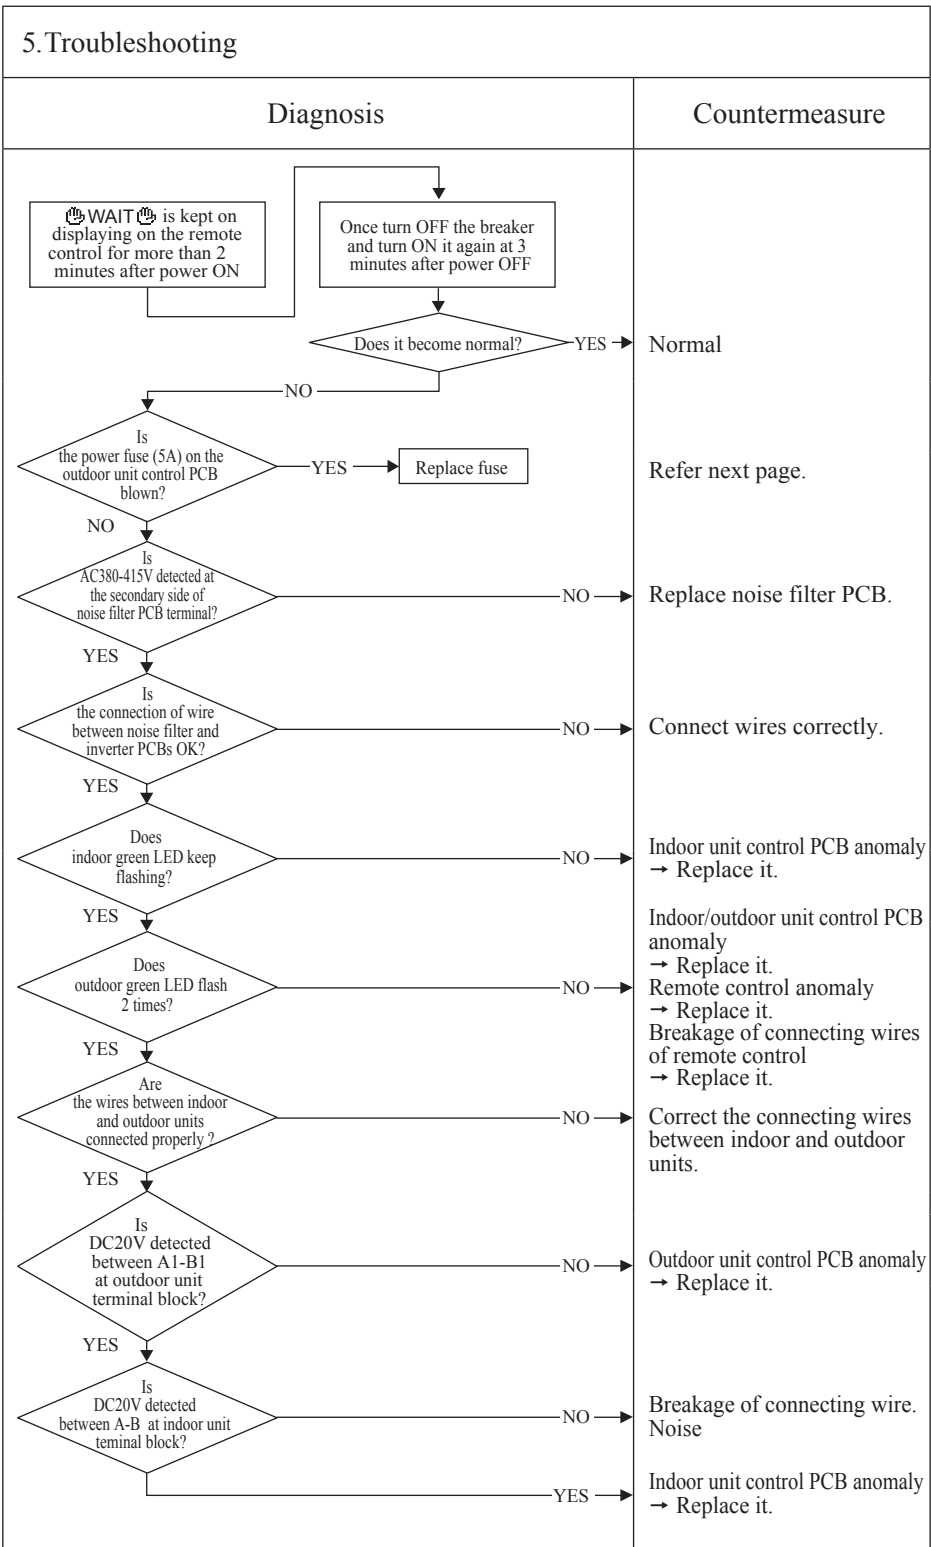 5.Troubleshooting
Diagnosis
Countermeasure
WAIT is kept on
displaying on the remote
control for more than 2
minutes after power ON
Once turn OFF the breaker
and turn ON it again at 3
minutes after power OFF
Does it become normal?
YES
Normal
NO
Is
the power fuse (5A) on the
outdoor unit control PCB
blown?
YES
Replace fuse
Refer next page.
NO
Is
AC380-415V detected at
the secondary side of
noise filter PCB terminal?
NO
Replace noise filter PCB.
YES
Is
the connection of wire
between noise filter and
inverter PCBs OK?
NO
Connect wires correctly.
YES
Does
indoor green LED keep
flashing?
NO
Indoor unit control PCB anomaly
→ Replace it.
YES
Does
outdoor green LED flash
2 times?
NO
Indoor/outdoor unit control PCB
anomaly
→ Replace it.
Remote control anomaly
→ Replace it.
Breakage of connecting wires
of remote control
→ Replace it.
YES
Are
the wires between indoor
and outdoor units
connected properly ?
NO
Correct the connecting wires
between indoor and outdoor
units.
YES
Is
DC20V detected
between A1-B1
at outdoor unit
terminal block?
NO
Outdoor unit control PCB anomaly
→ Replace it.
YES
Is
DC20V detected
between A-B at indoor unit
teminal block?
NO
Breakage of connecting wire.
Noise
YES
Indoor unit control PCB anomaly
→ Replace it.